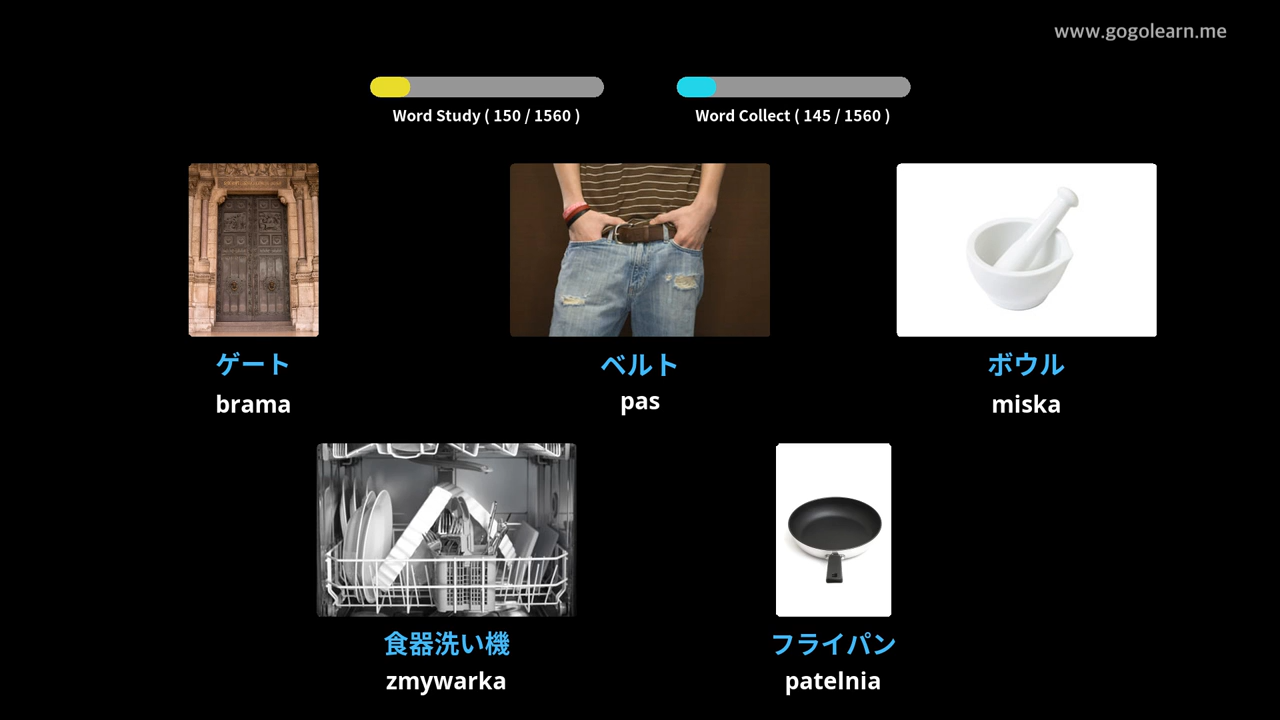 www.gogolearn.me
Word Study ( 150 / 1560 )
Word Collect ( 145 / 1560 )
ゲート
brama
ベルト
pas
ボウル
miska
食器洗い機
zmywarka
フライパン
patelnia